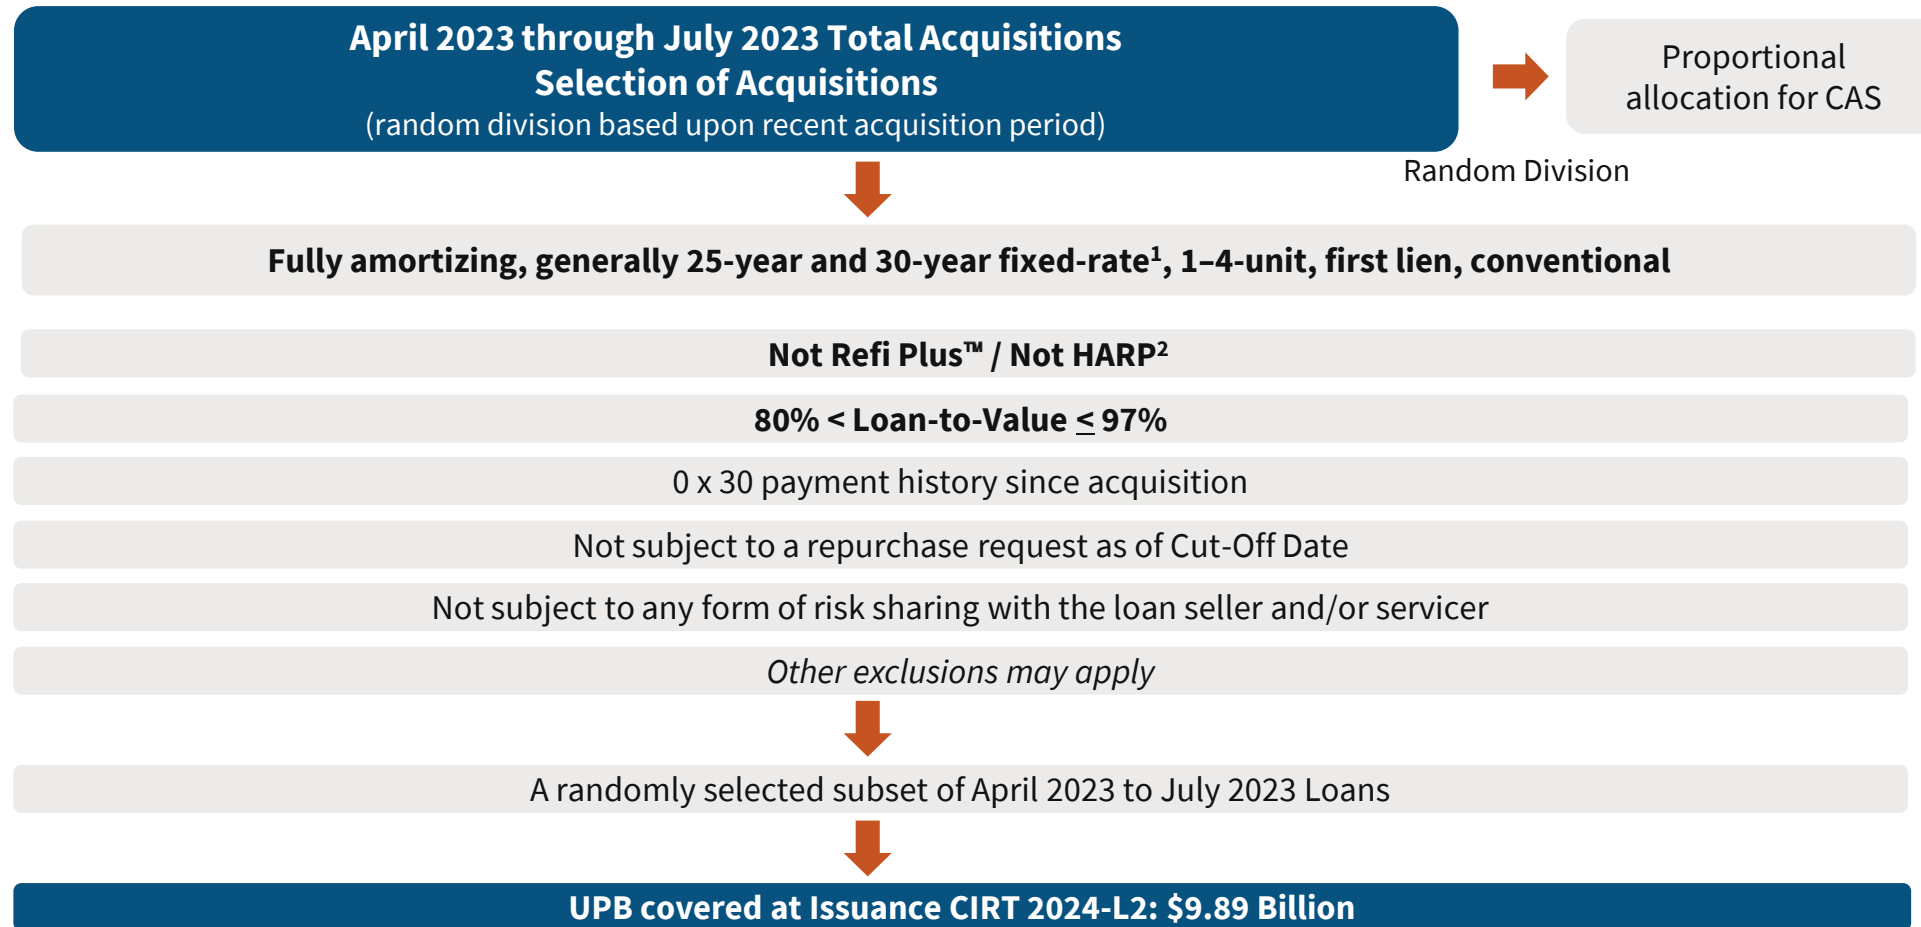 April 2023 through July 2023 Total Acquisitions
Selection of Acquisitions
(random division based upon recent acquisition period)
Proportional
allocation for CAS
Random Division
Fully amortizing, generally 25-year and 30-year fixed-rate¹, 1–4-unit, first lien, conventional
Not Refi Plus™ / Not HARP²
80% < Loan-to-Value ≤ 97%
0 x 30 payment history since acquisition
Not subject to a repurchase request as of Cut-Off Date
Not subject to any form of risk sharing with the loan seller and/or servicer
Other exclusions may apply
A randomly selected subset of April 2023 to July 2023 Loans
UPB covered at Issuance CIRT 2024-L2: $9.89 Billion